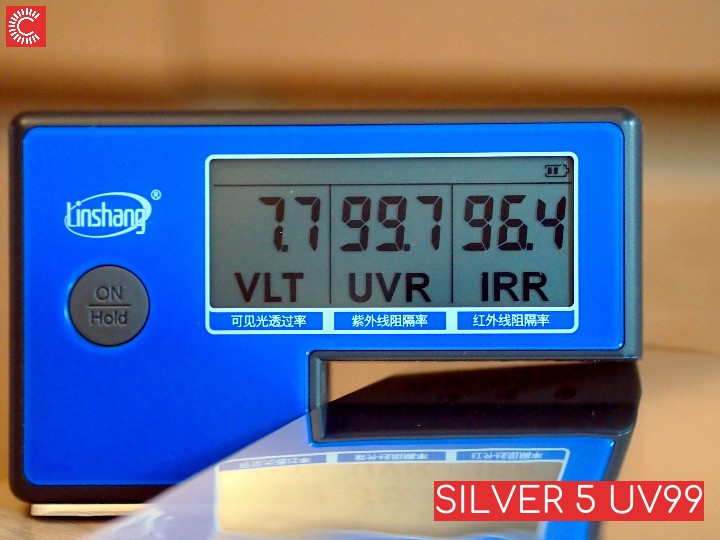 Linshang®
7.7 99.7 96.4
VLT UVR IRR
可见光透过率 紫外线阻隔率 红外线阻隔率
ON
Hold
SILVER 5 UV99